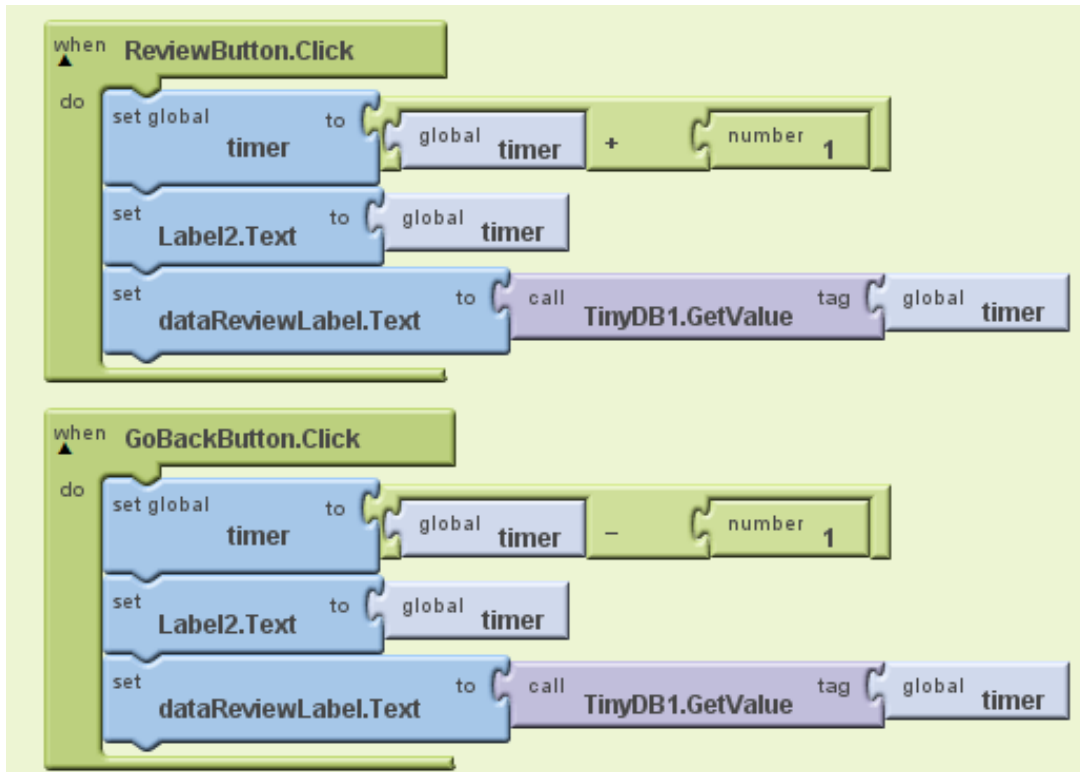 when ReviewButton.Click
do
set global timer to global timer + number 1
set Label2.Text to global timer
set dataReviewLabel.Text to call TinyDB1.GetValue tag global timer
when GoBackButton.Click
do
set global timer to global timer - number 1
set Label2.Text to global timer
set dataReviewLabel.Text to call TinyDB1.GetValue tag global timer